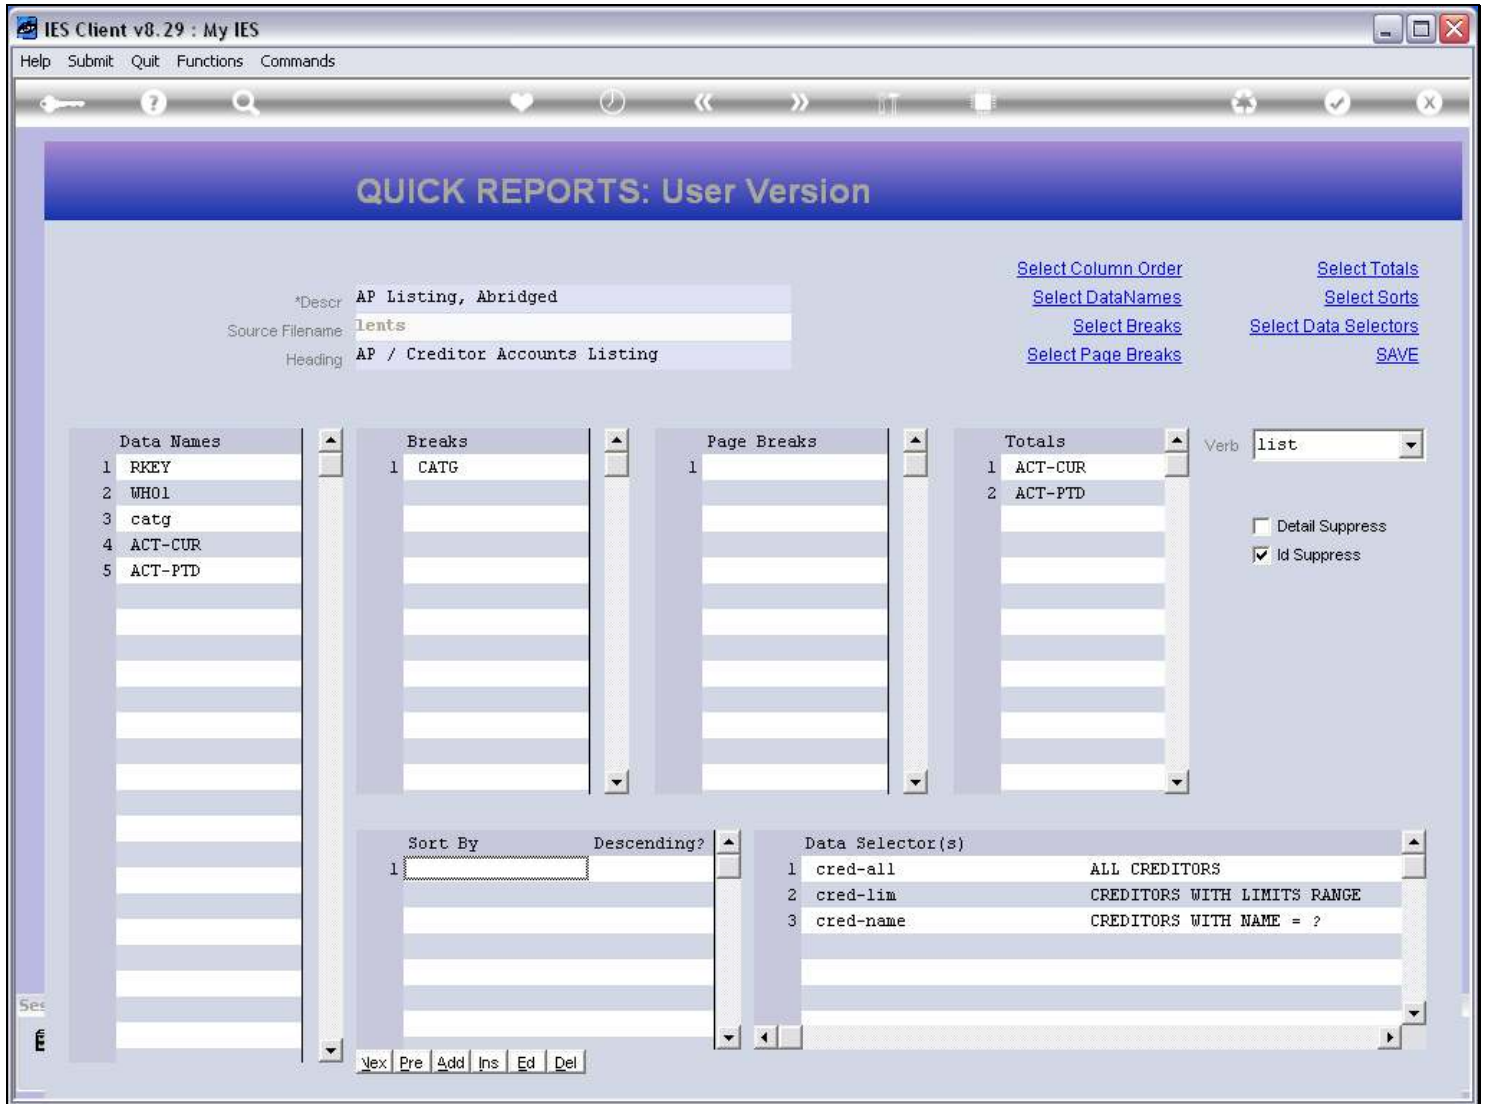 IES Client v8.29 : My IES
Help Submit Quit Functions Commands
QUICK REPORTS: User Version
Select Column Order Select Totals
*Descr AP Listing, Abridged Select DataNames Select Sorts
Source Filename lents Select Breaks Select Data Selectors
Heading AP / Creditor Accounts Listing Select Page Breaks SAVE
Data Names Breaks Page Breaks Totals Verb list
1 RKEY 1 CATG 1 1 ACT-CUR
2 WHO1 2 ACT-PTD
3 catg Detail Suppress
4 ACT-CUR Id Suppress
5 ACT-PTD
Sort By Descending? Data Selector(s)
1 1 cred-all ALL CREDITORS
2 cred-lim CREDITORS WITH LIMITS RANGE
3 cred-name CREDITORS WITH NAME = ?
Ses
Nex Pre Add Ins Ed Del